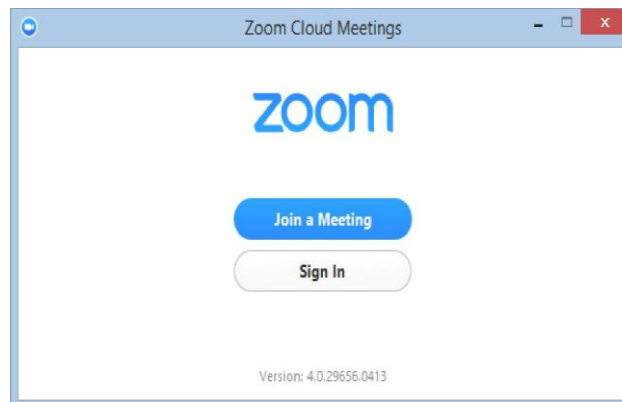 Zoom Cloud Meetings
zoom
Join a Meeting
Sign In
Version: 4.0.29656.0413